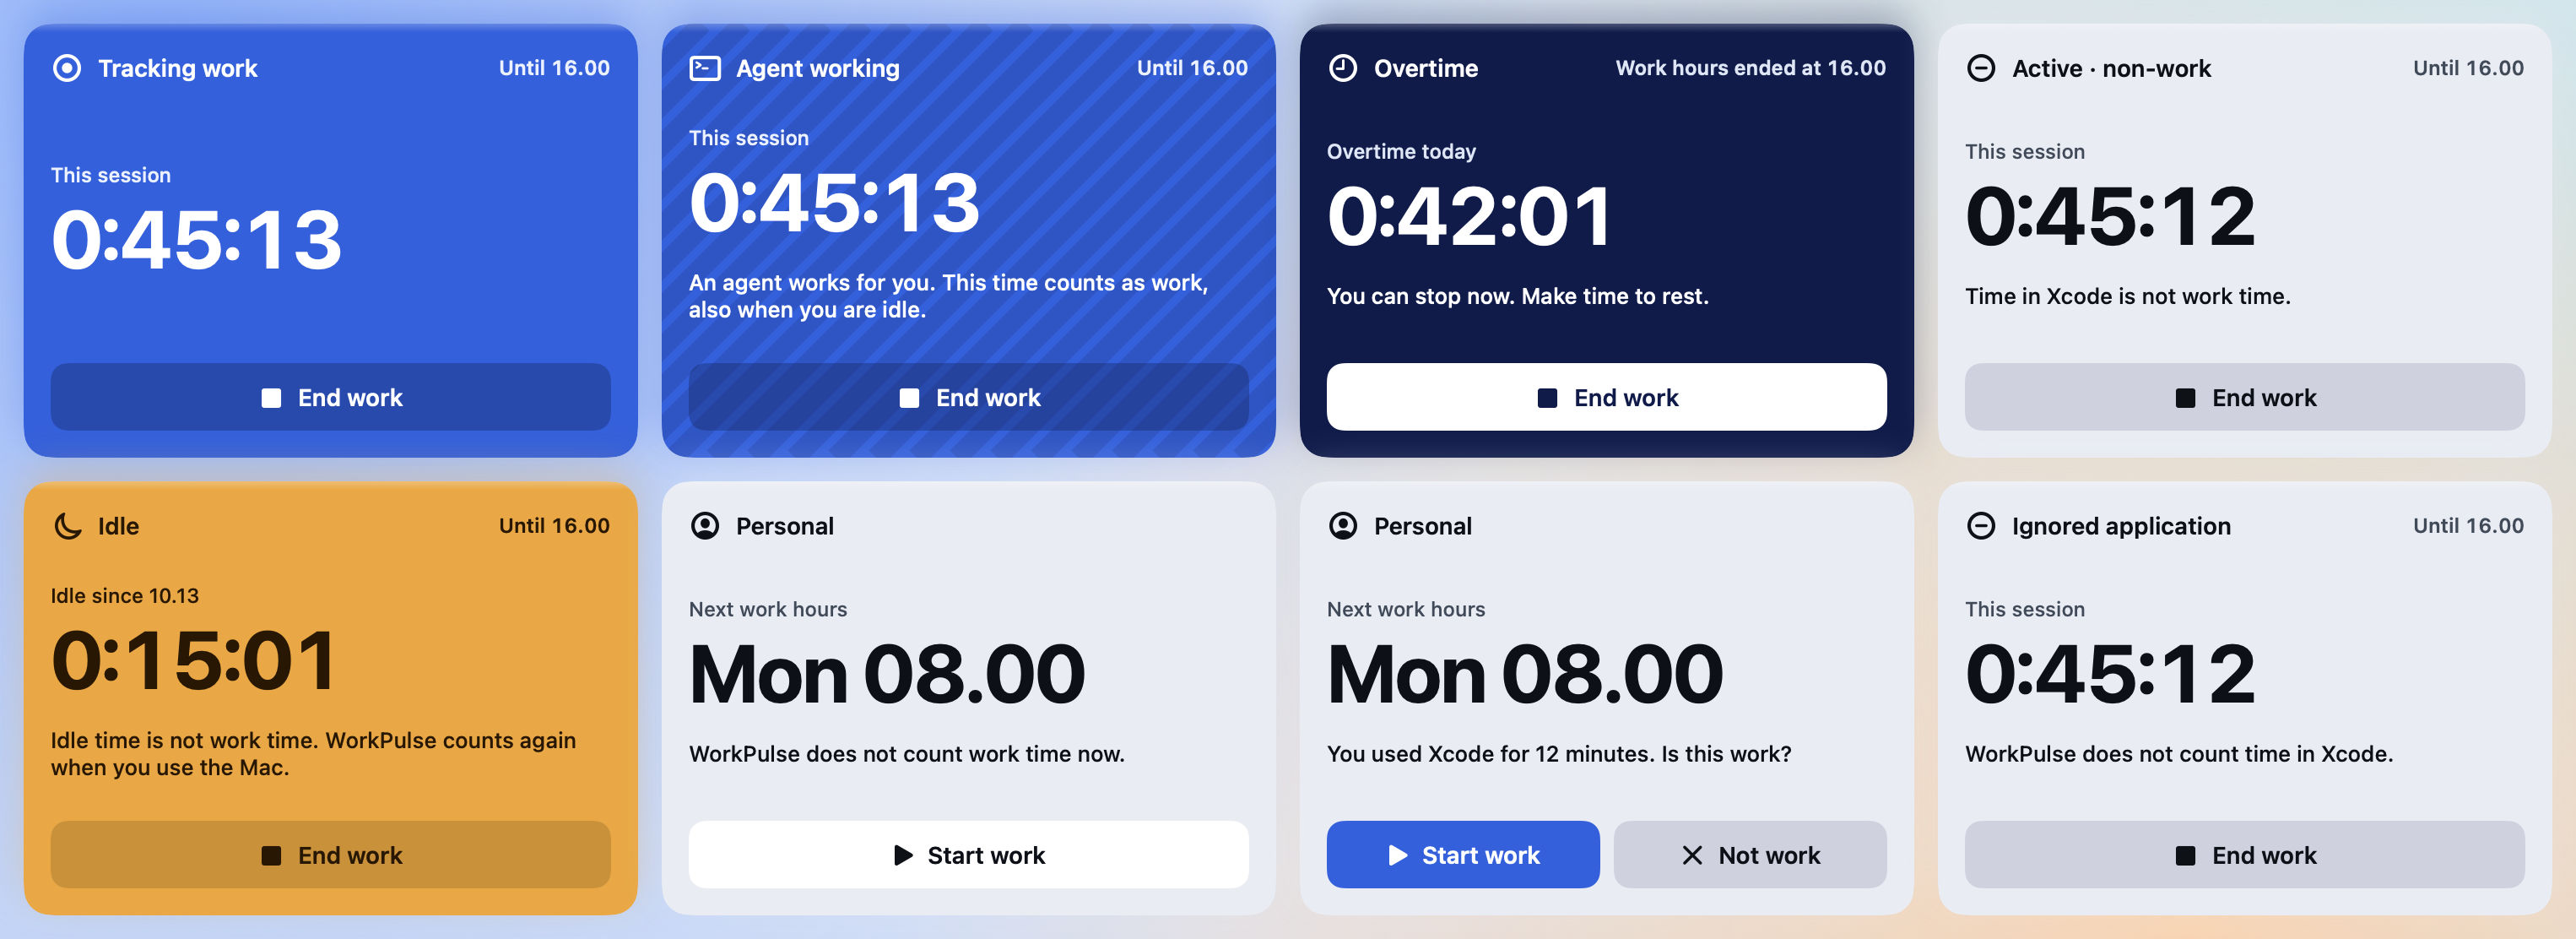 Tracking work
Until 16.00
This session
0:45:13
End work
Agent working
Until 16.00
This session
0:45:13
An agent works for you. This time counts as work,
also when you are idle.
End work
Overtime
Work hours ended at 16.00
Overtime today
0:42:01
You can stop now. Make time to rest.
End work
Active · non-work
Until 16.00
This session
0:45:12
Time in Xcode is not work time.
End work
Idle
Until 16.00
Idle since 10.13
0:15:01
Idle time is not work time. WorkPulse counts again
when you use the Mac.
End work
Personal
Next work hours
Mon 08.00
WorkPulse does not count work time now.
Start work
Personal
Next work hours
Mon 08.00
You used Xcode for 12 minutes. Is this work?
Start work
Not work
Ignored application
Until 16.00
This session
0:45:12
WorkPulse does not count time in Xcode.
End work